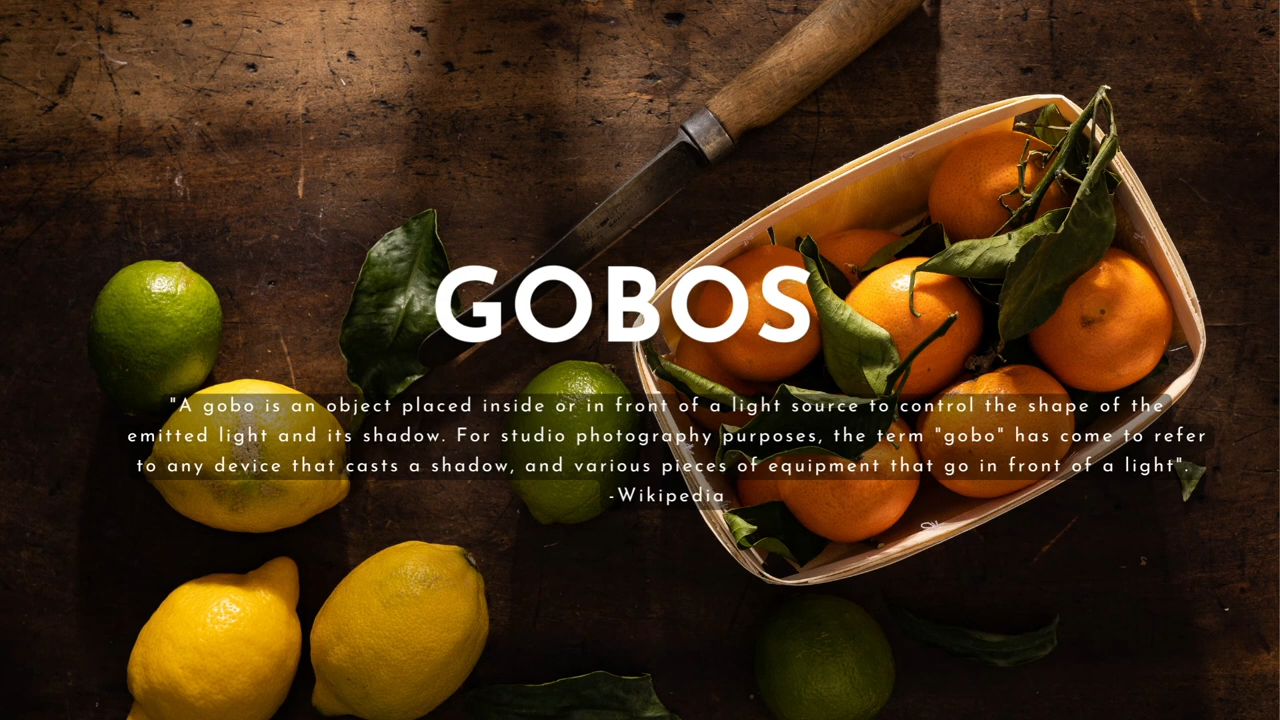 GOBOS
"A gobo is an object placed inside or in front of a light source to control the shape of the
emitted light and its shadow. For studio photography purposes, the term "gobo" has come to refer
to any device that casts a shadow, and various pieces of equipment that go in front of a light".
-Wikipedia